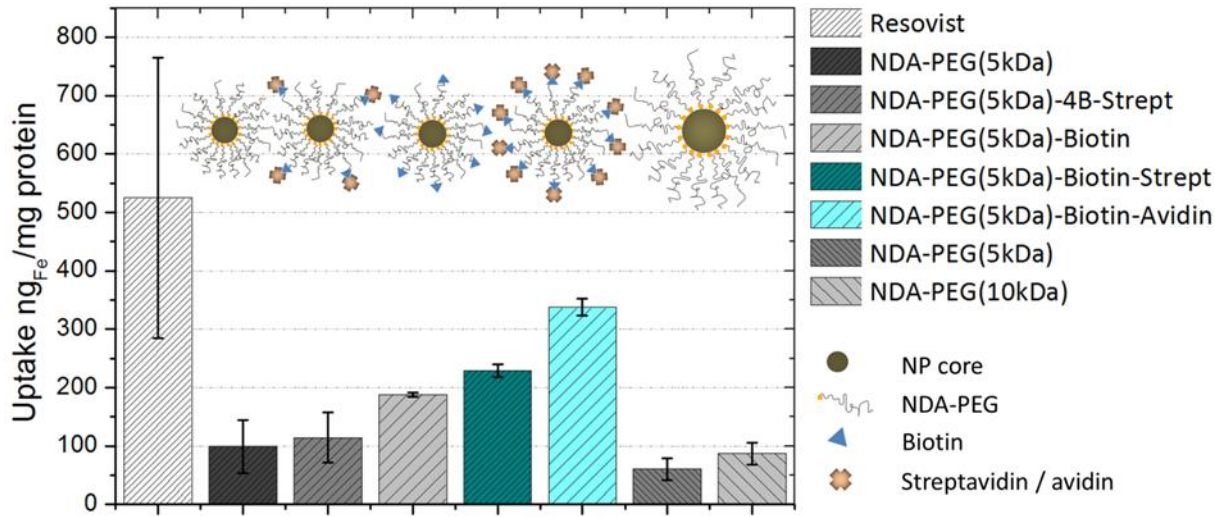 800
700
600
500
400
300
200
100
0
Uptake ng_Fe/mg protein
Resovist
NDA-PEG(5kDa)
NDA-PEG(5kDa)-4B-Strept
NDA-PEG(5kDa)-Biotin
NDA-PEG(5kDa)-Biotin-Strept
NDA-PEG(5kDa)-Biotin-Avidin
NDA-PEG(5kDa)
NDA-PEG(10kDa)
NP core
NDA-PEG
Biotin
Streptavidin / avidin